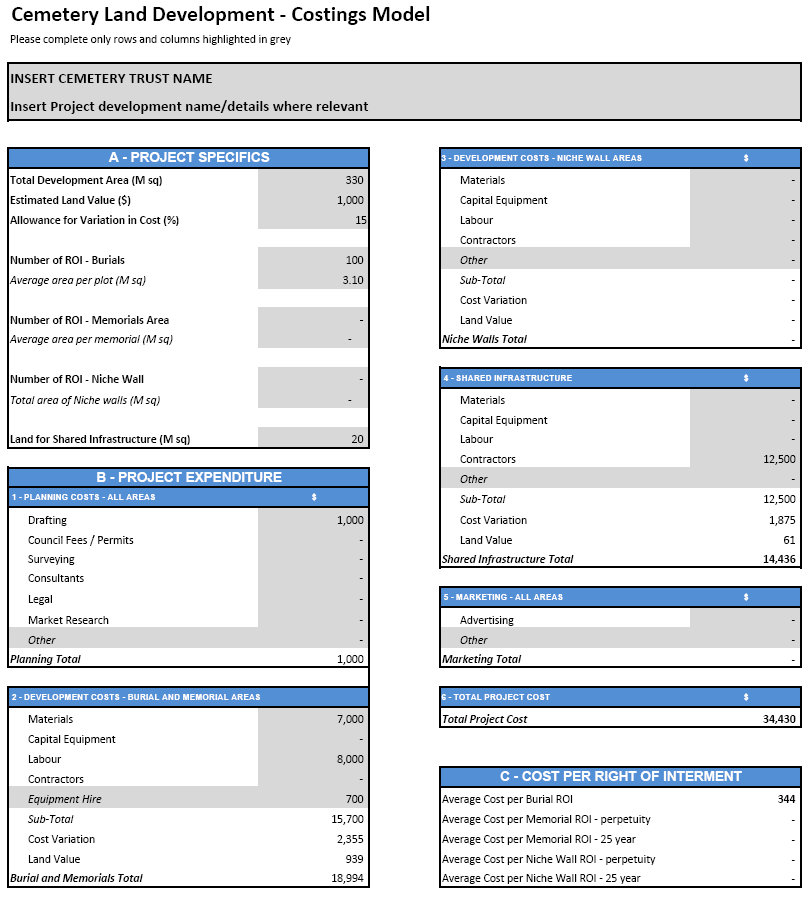 Cemetery Land Development - Costings Model
Please complete only rows and columns highlighted in grey
INSERT CEMETERY TRUST NAME
Insert Project development name/details where relevant
A - PROJECT SPECIFICS
Total Development Area (M sq) 330
Estimated Land Value ($) 1,000
Allowance for Variation in Cost (%) 15
Number of ROI - Burials 100
Average area per plot (M sq) 3.10
Number of ROI - Memorials Area -
Average area per memorial (M sq) -
Number of ROI - Niche Wall -
Total area of Niche walls (M sq) -
Land for Shared Infrastructure (M sq) 20
B - PROJECT EXPENDITURE
1 - PLANNING COSTS - ALL AREAS $
Drafting 1,000
Council Fees / Permits -
Surveying -
Consultants -
Legal -
Market Research -
Other -
Planning Total 1,000
2 - DEVELOPMENT COSTS - BURIAL AND MEMORIAL AREAS
Materials 7,000
Capital Equipment -
Labour 8,000
Contractors -
Equipment Hire 700
Sub-Total 15,700
Cost Variation 2,355
Land Value 939
Burial and Memorials Total 18,994
3 - DEVELOPMENT COSTS - NICHE WALL AREAS $
Materials -
Capital Equipment -
Labour -
Contractors -
Other -
Sub-Total -
Cost Variation -
Land Value -
Niche Walls Total -
4 - SHARED INFRASTRUCTURE $
Materials -
Capital Equipment -
Labour -
Contractors 12,500
Other -
Sub-Total 12,500
Cost Variation 1,875
Land Value 61
Shared Infrastructure Total 14,436
5 - MARKETING - ALL AREAS $
Advertising -
Other -
Marketing Total -
6 - TOTAL PROJECT COST $
Total Project Cost 34,430
C - COST PER RIGHT OF INTERMENT
Average Cost per Burial ROI 344
Average Cost per Memorial ROI - perpetuity -
Average Cost per Memorial ROI - 25 year -
Average Cost per Niche Wall ROI - perpetuity -
Average Cost per Niche Wall ROI - 25 year -